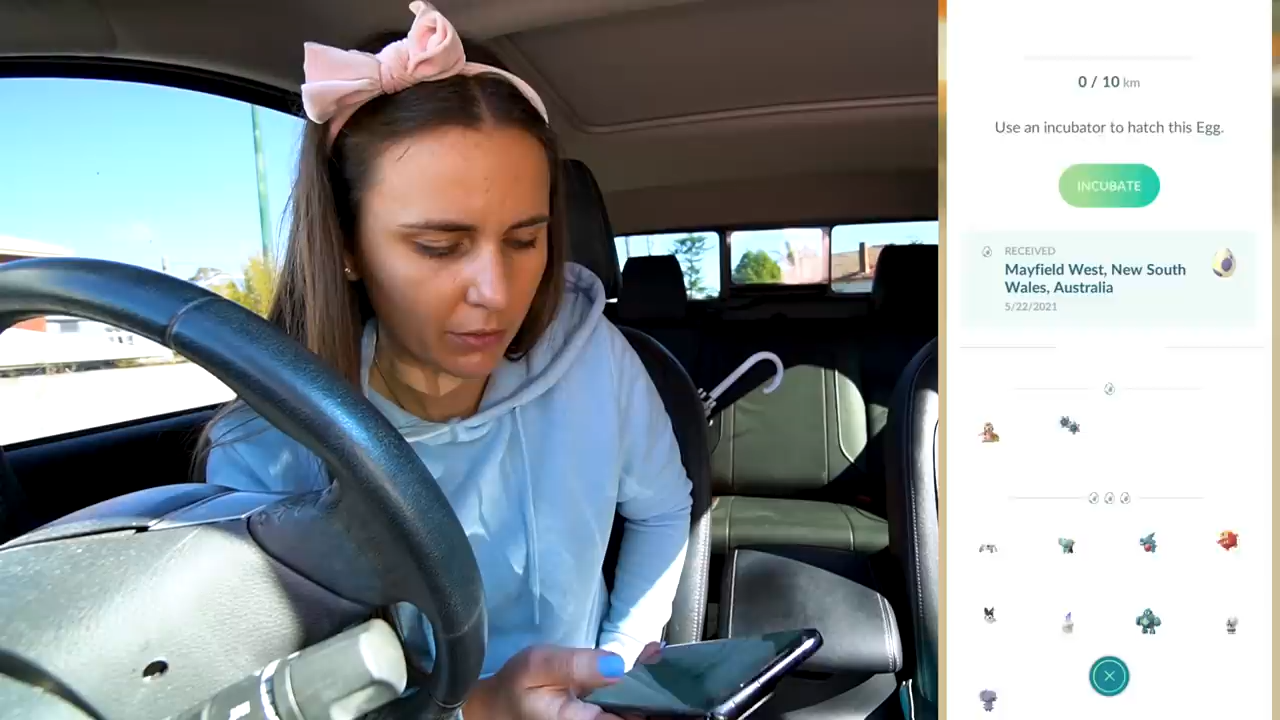 0 / 10 km
Use an incubator to hatch this Egg.
INCUBATE
RECEIVED
Mayfield West, New South
Wales, Australia
5/22/2021